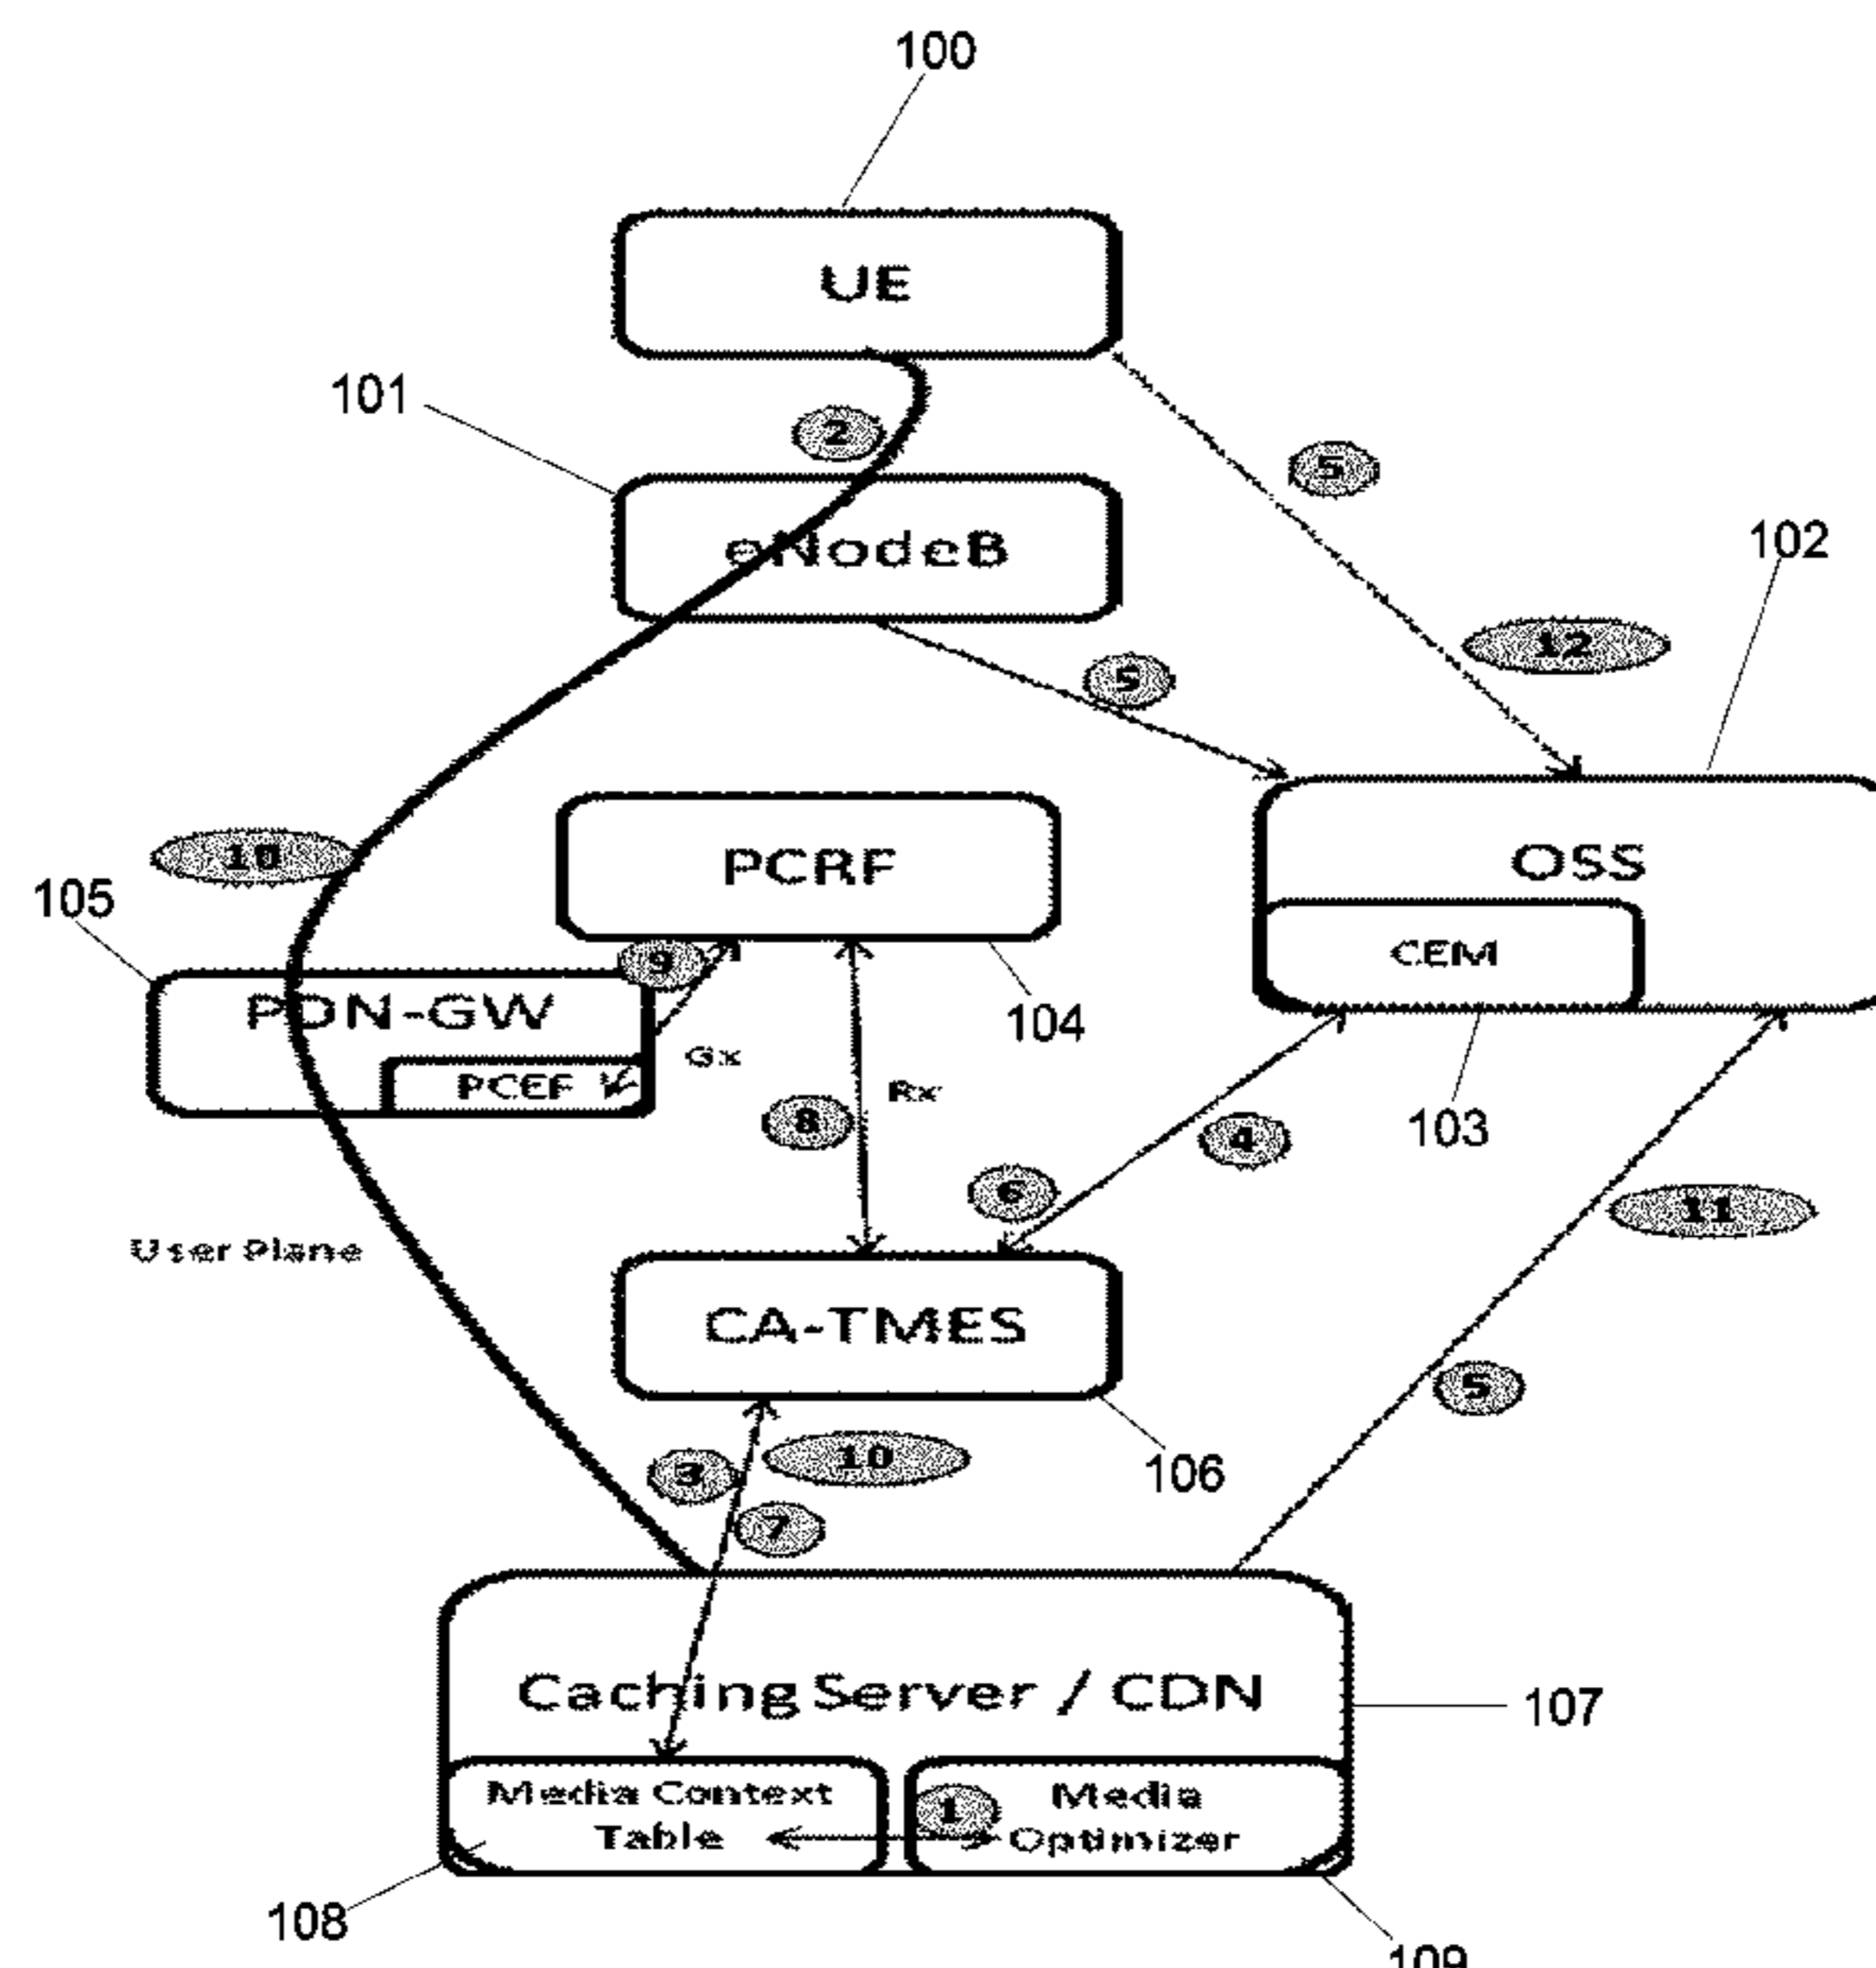 100
UE
101
2
5
eNodeB
102
12
5
10
PCRF
OSS
105
9
CEM
PDN-GW
104
Gx
PCEF
Rx
8
103
4
6
11
User Plane
CA-TMES
5
10
3
106
7
Caching Server / CDN
107
Media Context
Table
1
Media
Optimizer
108
109